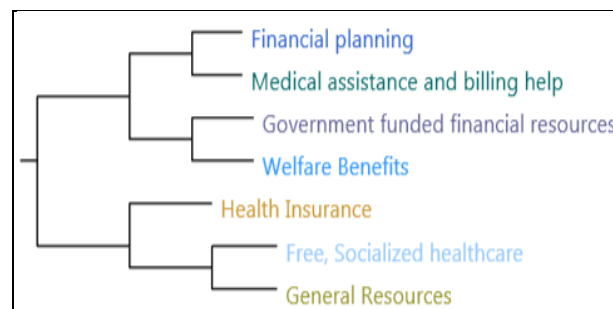 Financial planning
Medical assistance and billing help
Government funded financial resources
Welfare Benefits
Health Insurance
Free, Socialized healthcare
General Resources